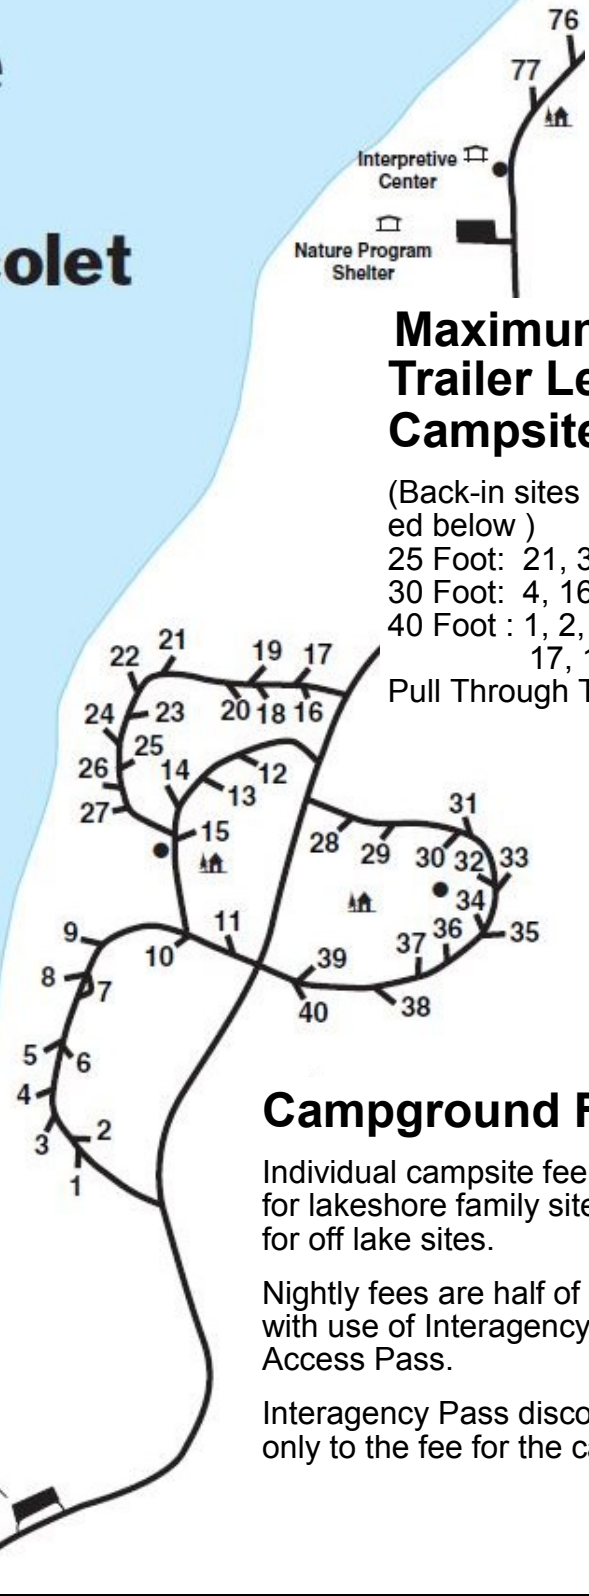 76
77
Interpretive
Center
Nature Program
Shelter
Maximum
Trailer Le
Campsite
(Back-in sites
ed below )
25 Foot: 21, 3
30 Foot: 4, 16
40 Foot : 1, 2,
17, 1
Pull Through T
21
22
19
17
24
23
20
18
16
25
26
14
12
13
27
15
31
28
29
30
32
33
34
36
35
37
9
11
10
39
8
7
38
40
5
6
4
2
3
1
Campground F
Individual campsite fee
for lakeshore family site
for off lake sites.
Nightly fees are half of
with use of Interagency
Access Pass.
Interagency Pass disco
only to the fee for the ca